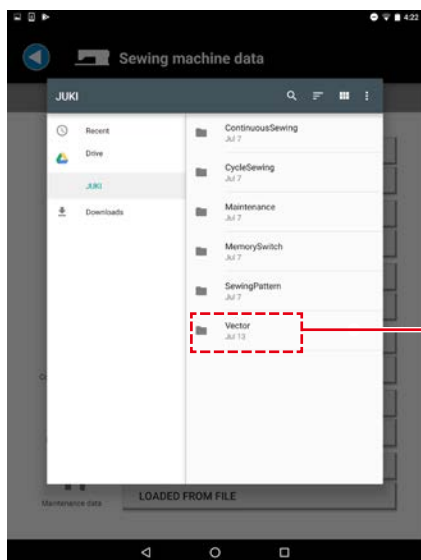 4:22
Sewing machine data
JUKI
Recent
Drive
JUKI
Downloads
ContinuousSewing
Jul 7
CycleSewing
Jul 7
Maintenance
Jul 7
MemorySwitch
Jul 7
SewingPattern
Jul 7
Vector
Jul 13
Maintenance data
LOADED FROM FILE